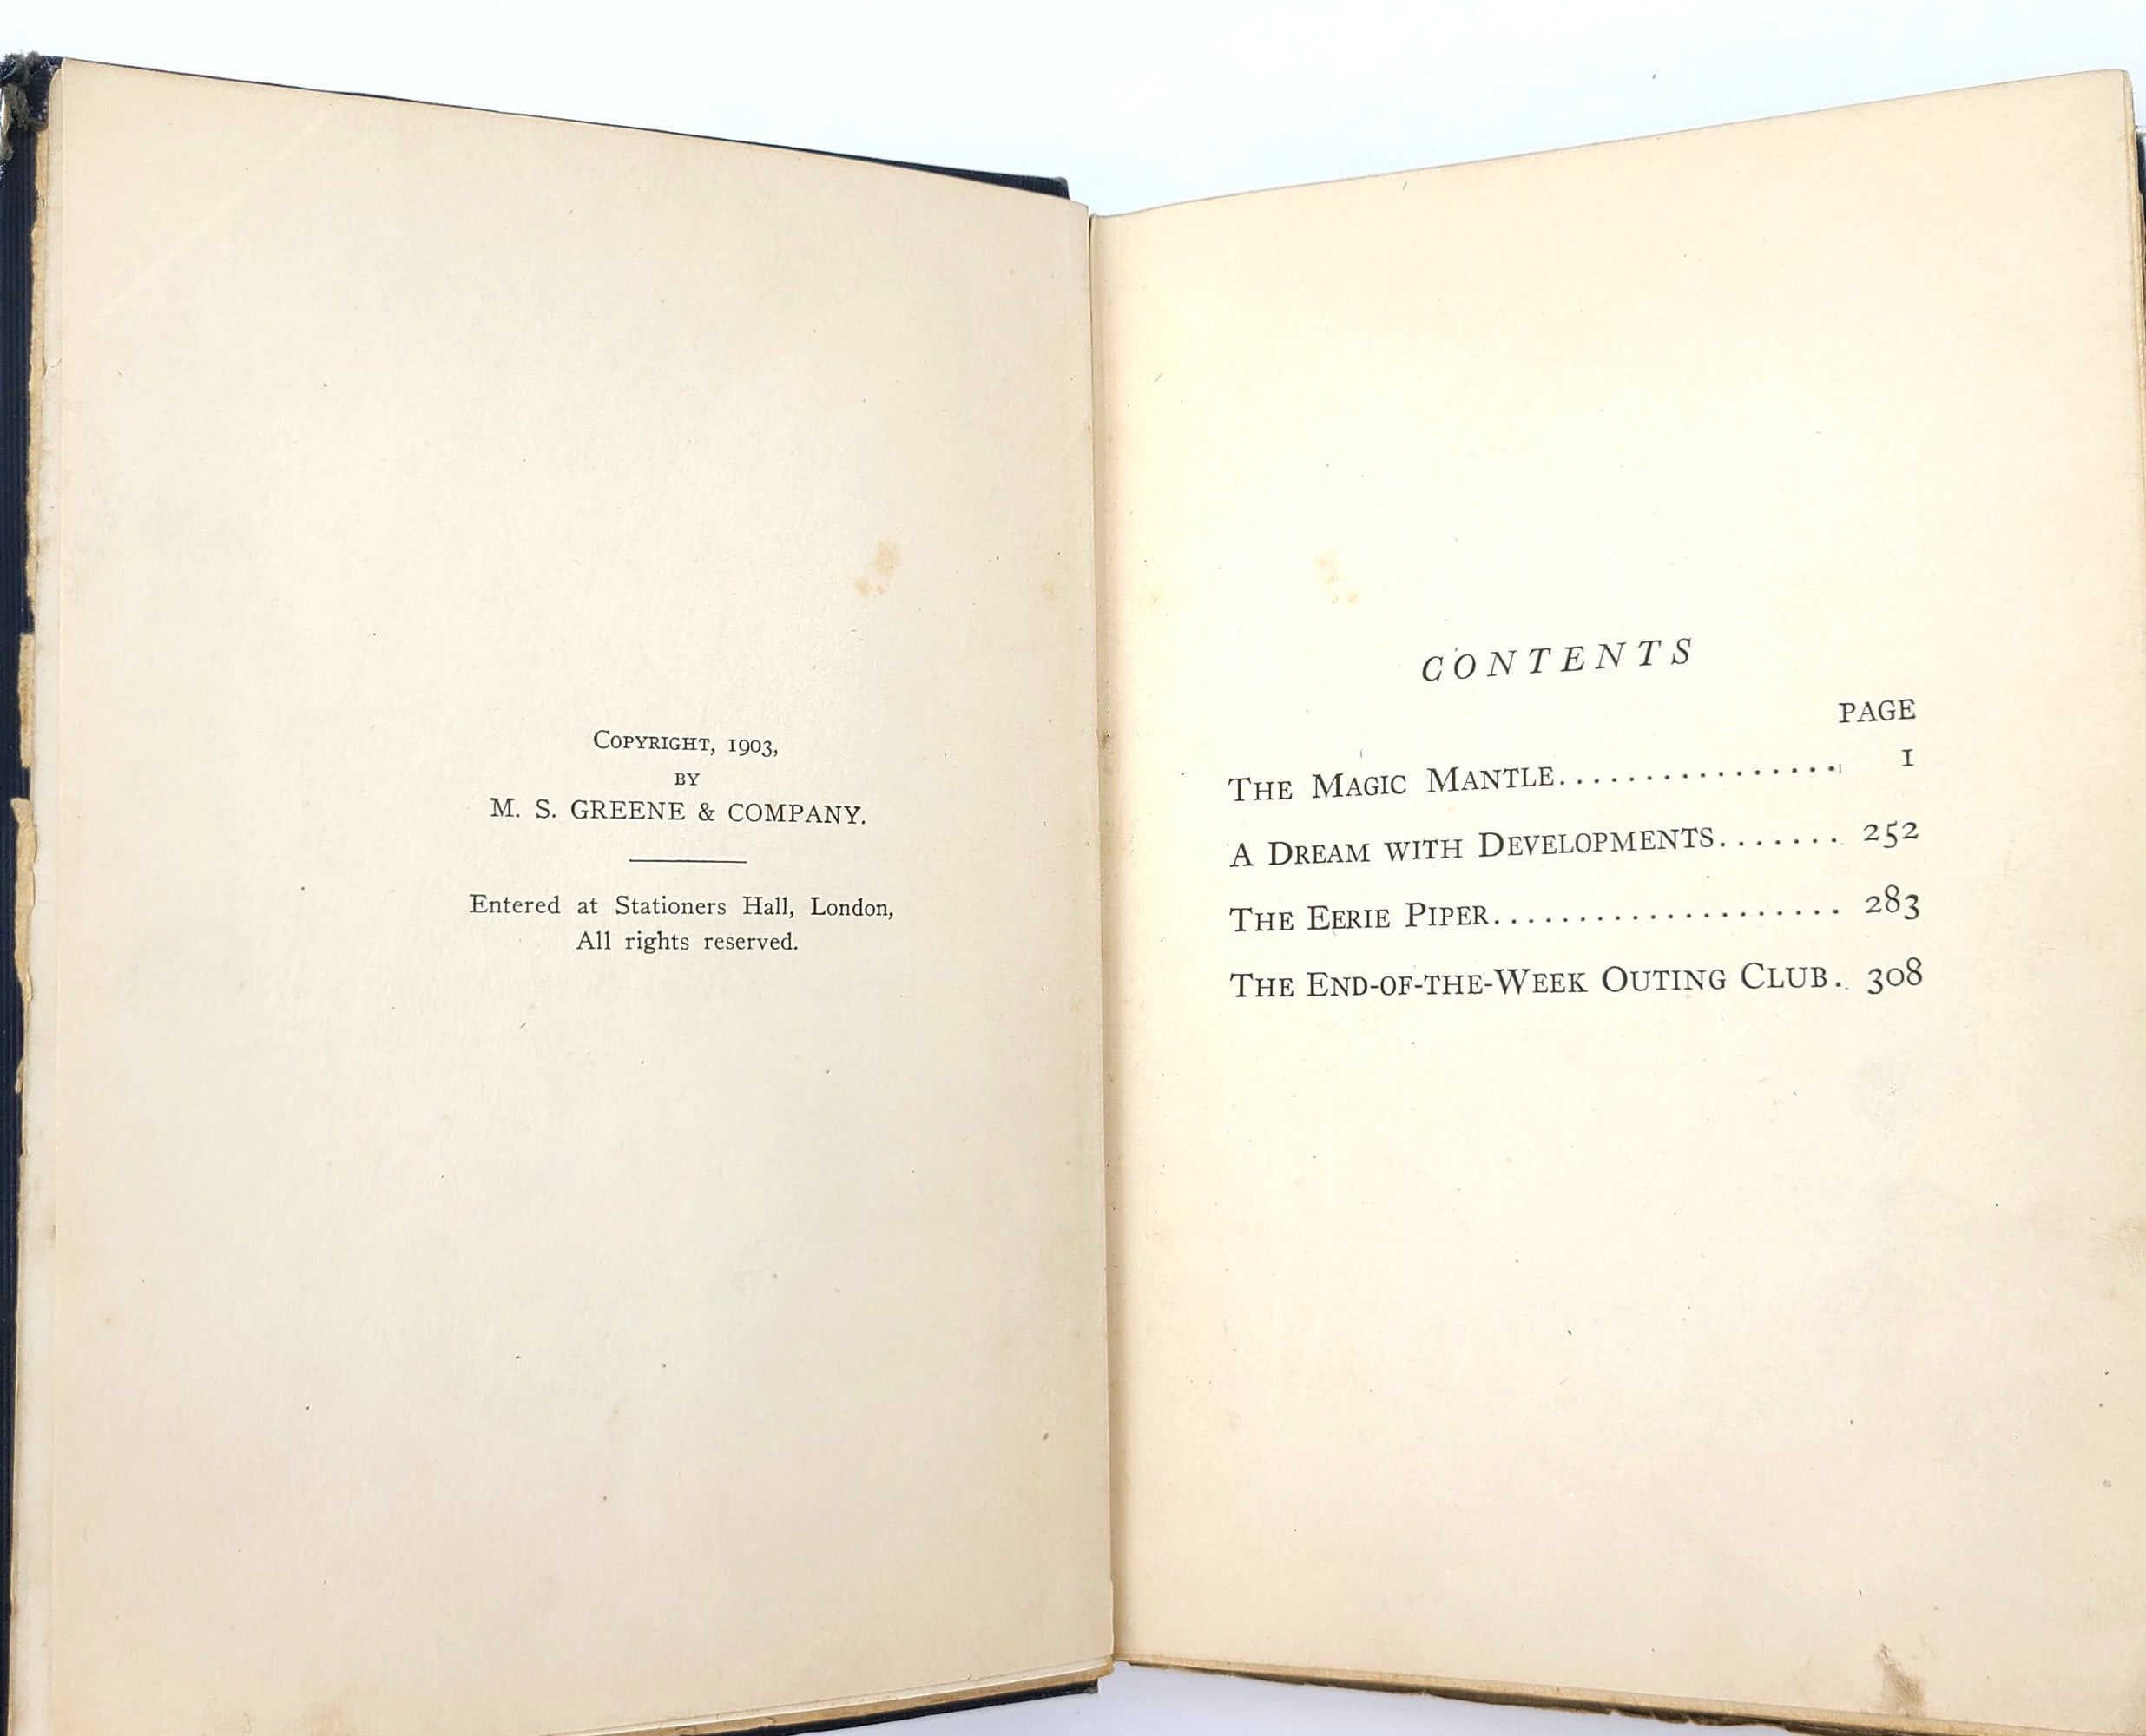 COPYRIGHT, 1903,
BY
M. S. GREENE & COMPANY.
Entered at Stationers Hall, London,
All rights reserved.
CONTENTS
PAGE
THE MAGIC MANTLE................. 1
A DREAM WITH DEVELOPMENTS....... 252
THE EERIE PIPER..................... 283
THE END-OF-THE-WEEK OUTING CLUB.. 308